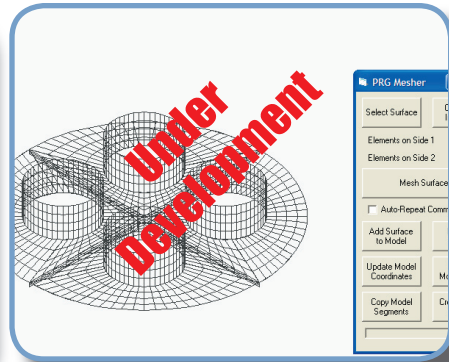 Under
Development
PRG Mesher
Select Surface
Elements on Side 1
Elements on Side 2
Mesh Surface
Auto-Repeat Comm
Add Surface
to Model
Update Model
Coordinates
Copy Model
Segments